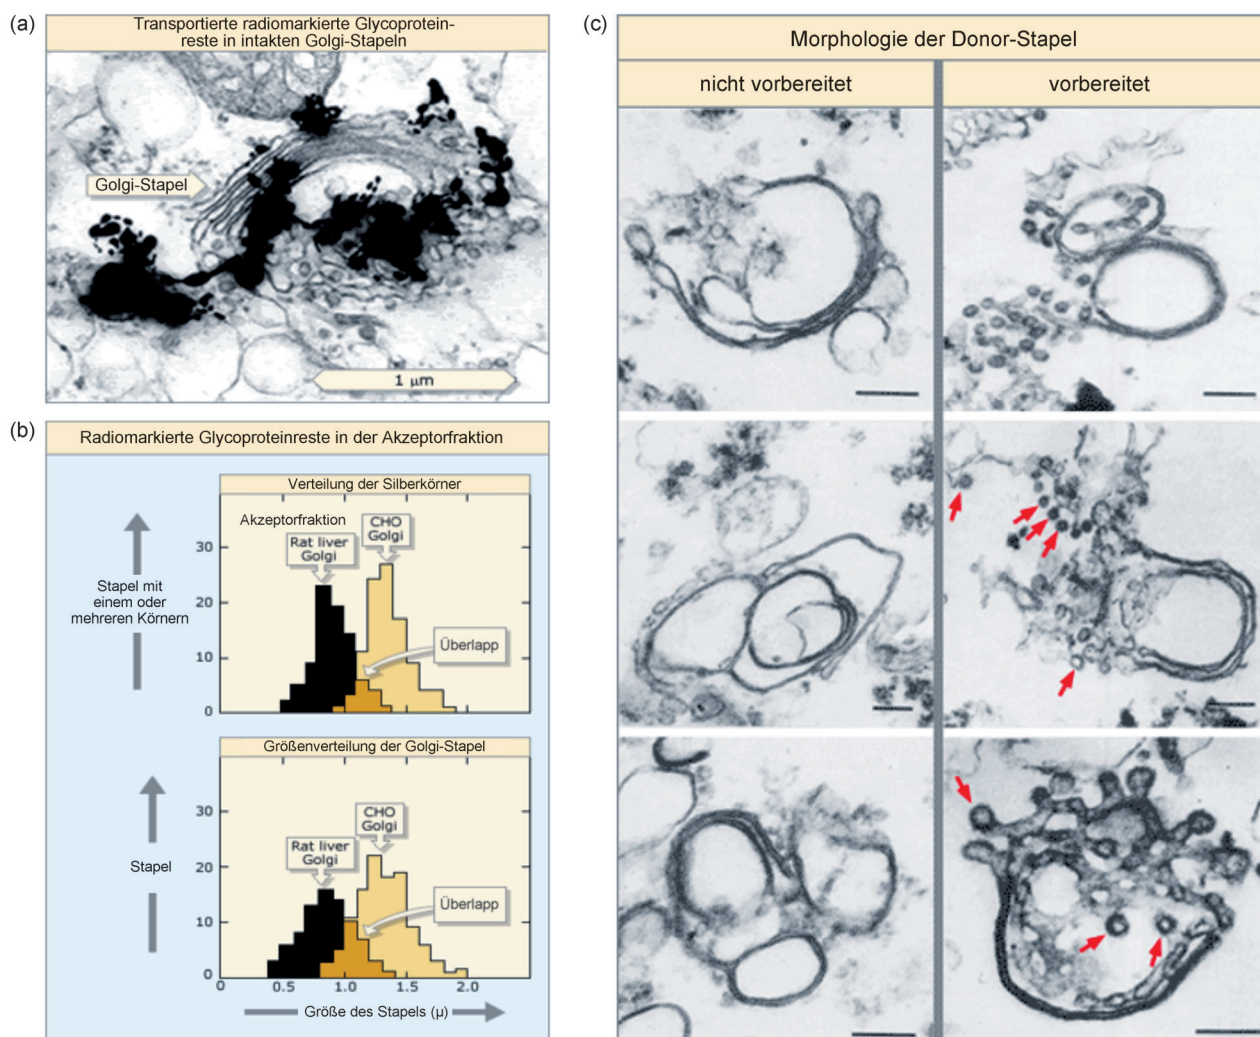 (a)
Transportierte radiomarkierte Glycoprotein-
reste in intakten Golgi-Stapeln
Golgi-Stapel
1 µm
(b)
Radiomarkierte Glycoproteinreste in der Akzeptorfraktion
Verteilung der Silberkörner
Akzeptorfraktion
Rat liver
Golgi
CHO
Golgi
Überlapp
Stapel mit
einem oder
mehreren Körnern
30
20
10
0
Größenverteilung der Golgi-Stapel
Rat liver
Golgi
CHO
Golgi
Überlapp
Stapel
30
20
10
0
0 0.5 1.0 1.5 2.0
Größe des Stapels (µ)
(c)
Morphologie der Donor-Stapel
nicht vorbereitet
vorbereitet